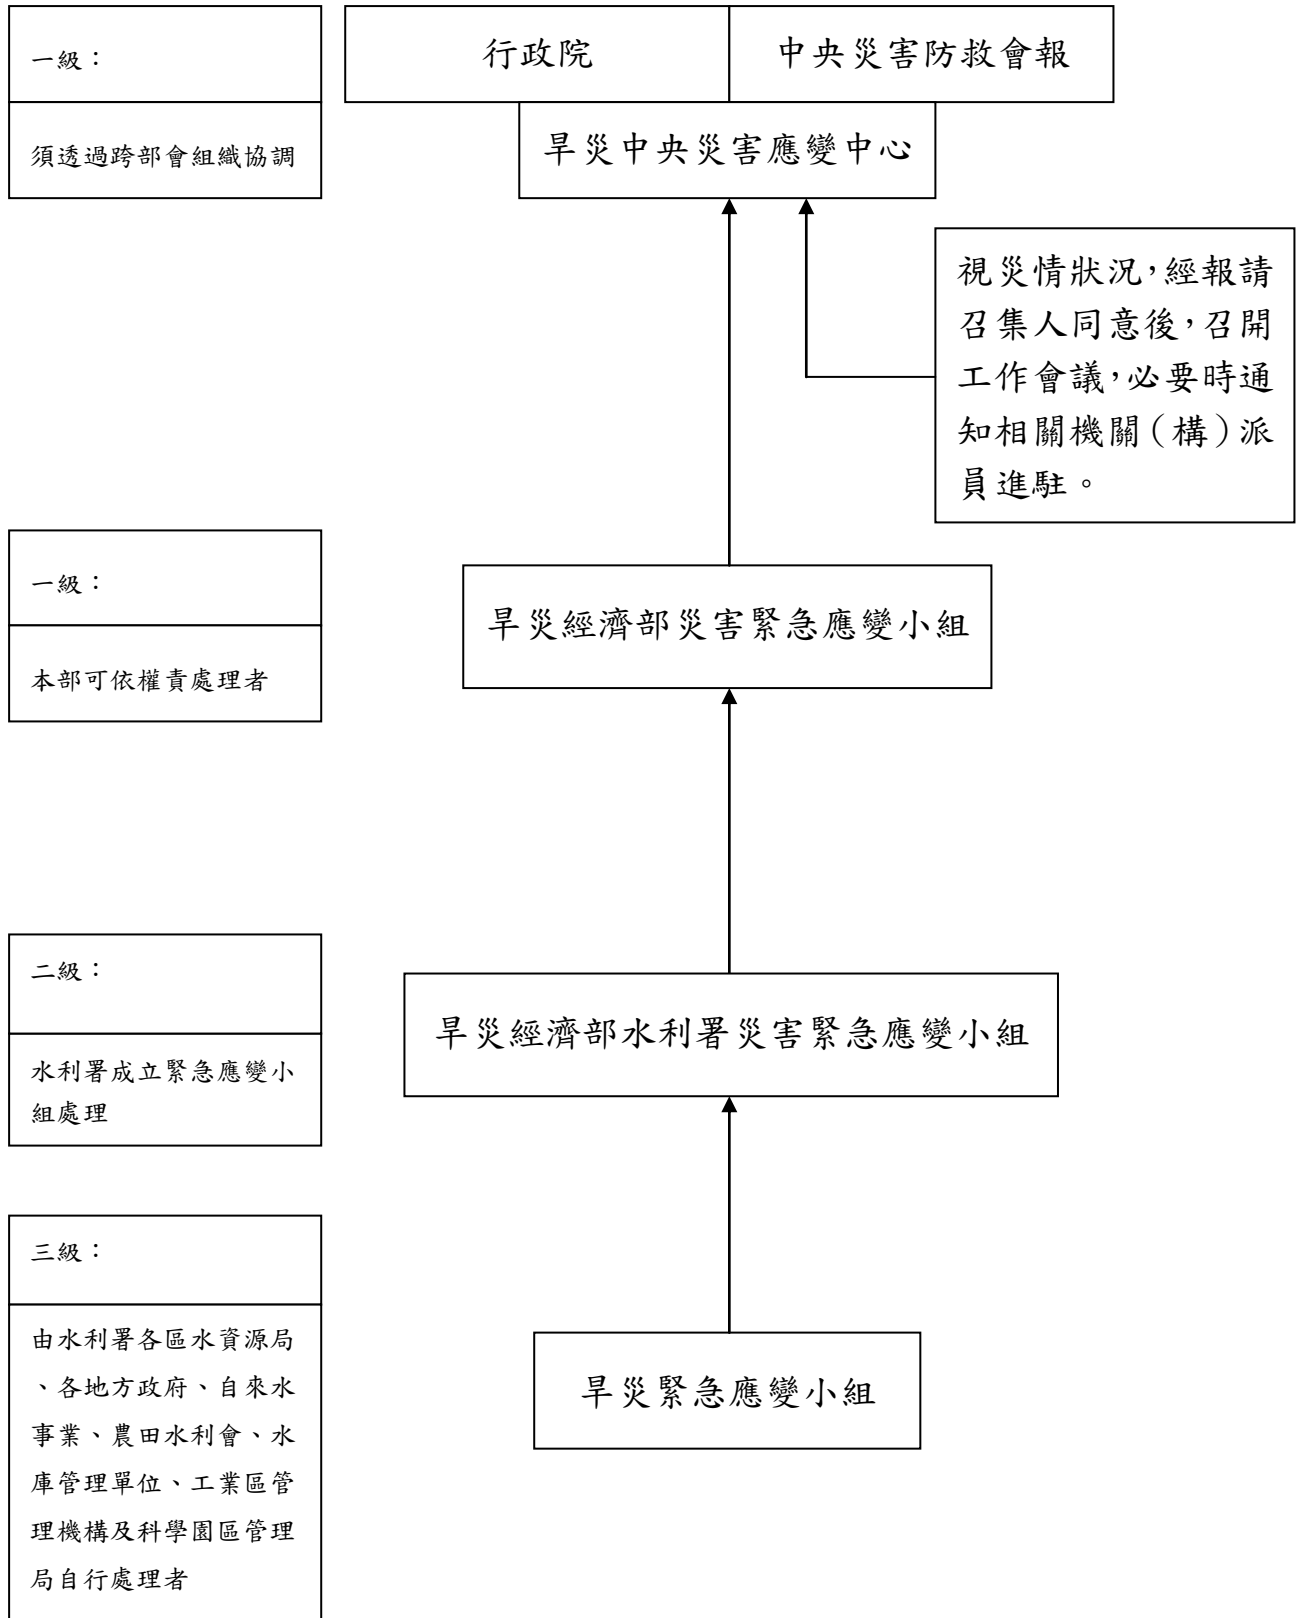 一級：
須透過跨部會組織協調
行政院
中央災害防救會報
旱災中央災害應變中心
視災情狀況，經報請
召集人同意後，召開
工作會議，必要時通
知相關機關（構）派
員進駐。
一級：
本部可依權責處理者
旱災經濟部災害緊急應變小組
二級：
水利署成立緊急應變小
組處理
旱災經濟部水利署災害緊急應變小組
三級：
由水利署各區水資源局
、各地方政府、自來水
事業、農田水利會、水
庫管理單位、工業區管
理機構及科學園區管理
局自行處理者
旱災緊急應變小組